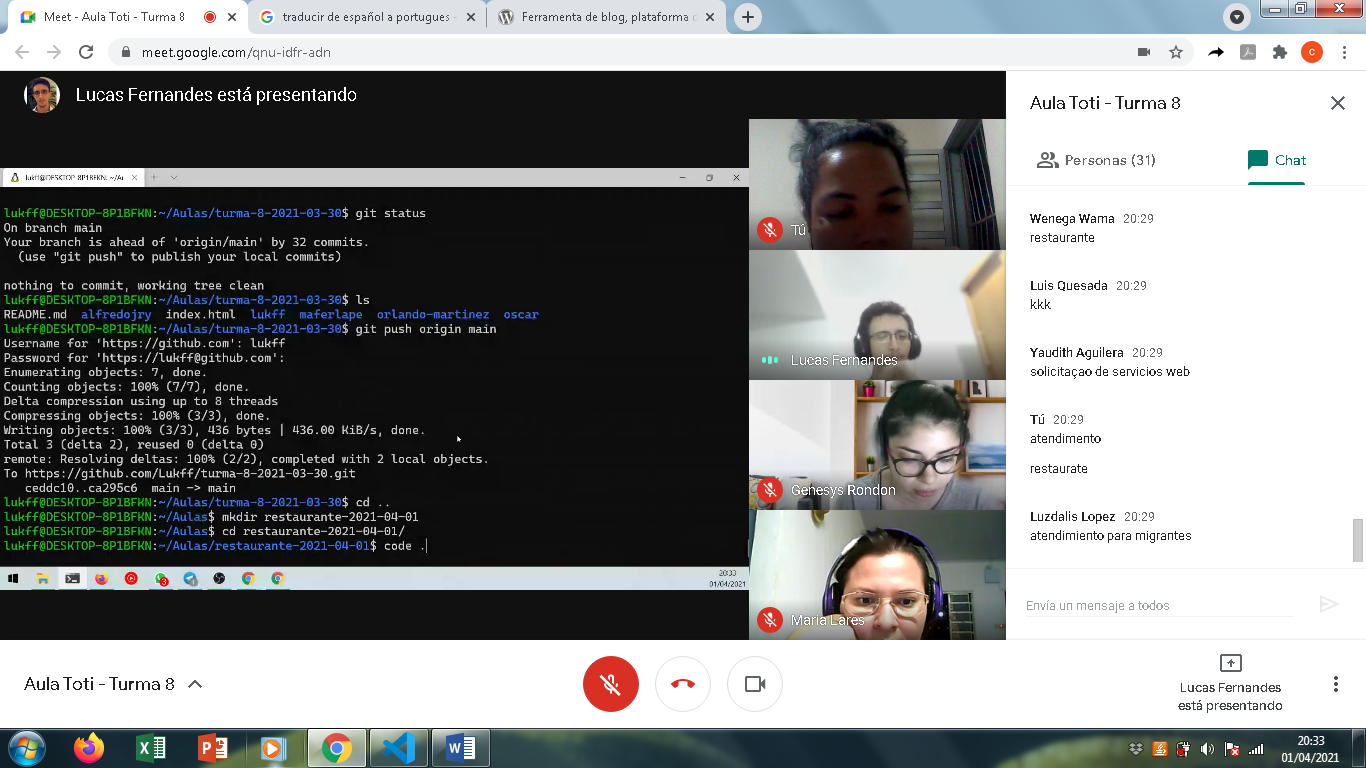 Meet - Aula Toti - Turma 8
traducir de español a portugues -
Ferramenta de blog, plataforma d
meet.google.com/qnu-idfr-adn
C
Lucas Fernandes está presentando
lukff@DESKTOP-8P1BFKN: ~/Au
lukff@DESKTOP-8P1BFKN:~/Aulas/turma-8-2021-03-30$ git status
On branch main
Your branch is ahead of 'origin/main' by 32 commits.
(use "git push" to publish your local commits)
nothing to commit, working tree clean
lukff@DESKTOP-8P1BFKN:~/Aulas/turma-8-2021-03-30$ ls
README.md alfredojry index.html lukff maferlape orlando-martinez oscar
lukff@DESKTOP-8P1BFKN:~/Aulas/turma-8-2021-03-30$ git push origin main
Username for 'https://github.com': lukff
Password for 'https://lukff@github.com':
Enumerating objects: 7, done.
Counting objects: 100% (7/7), done.
Delta compression using up to 8 threads
Compressing objects: 100% (3/3), done.
Writing objects: 100% (3/3), 436 bytes | 436.00 KiB/s, done.
Total 3 (delta 2), reused 0 (delta 0)
remote: Resolving deltas: 100% (2/2), completed with 2 local objects.
To https://github.com/Lukff/turma-8-2021-03-30.git
ceddc10..ca295c6 main -> main
lukff@DESKTOP-8P1BFKN:~/Aulas/turma-8-2021-03-30$ cd ..
lukff@DESKTOP-8P1BFKN:~/Aulas$ mkdir restaurante-2021-04-01
lukff@DESKTOP-8P1BFKN:~/Aulas$ cd restaurante-2021-04-01/
lukff@DESKTOP-8P1BFKN:~/Aulas/restaurante-2021-04-01$ code .
3
20:33
01/04/2021
Tú
Lucas Fernandes
Genesys Rondon
María Lares
Aula Toti - Turma 8
Personas (31)
Chat
Wenega Wama 20:29
restaurante
Luis Quesada 20:29
kkk
Yaudith Aguilera 20:29
solicitaçao de servicios web
Tú 20:29
atendimento
restaurate
Luzdalis Lopez 20:29
atendimiento para migrantes
Envía un mensaje a todos
Aula Toti - Turma 8
Lucas Fernandes
está presentando
20:33
01/04/2021